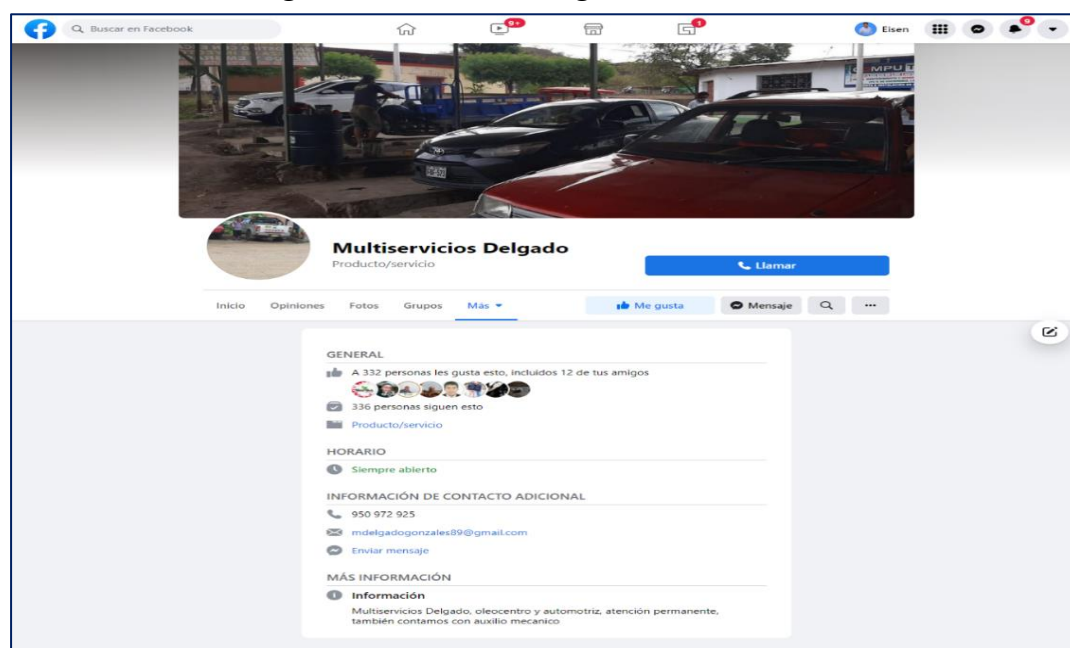 Buscar en Facebook
9+
1
Eisen
9
COMPU
Multiservicios Delgado
Producto/servicio
Llamar
Inicio Opiniones Fotos Grupos Más
Me gusta Mensaje
GENERAL
A 332 personas les gusta esto, incluidos 12 de tus amigos
336 personas siguen esto
Producto/servicio
HORARIO
Siempre abierto
INFORMACIÓN DE CONTACTO ADICIONAL
950 972 925
mdelgadogonzales89@gmail.com
Enviar mensaje
MÁS INFORMACIÓN
Información
Multiservicios Delgado, oleocentro y automotriz, atención permanente,
también contamos con auxilio mecanico